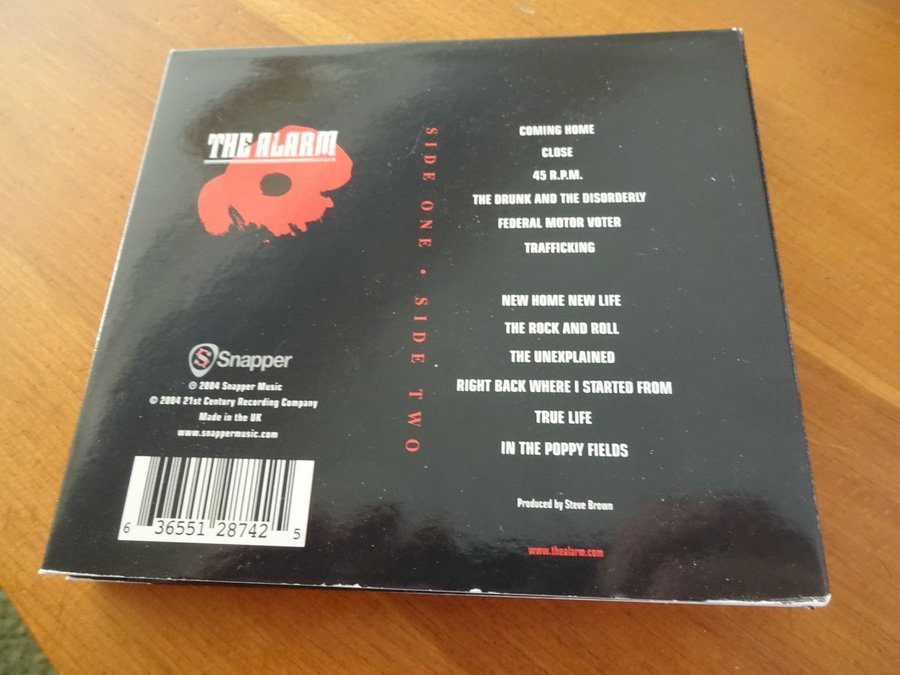 THE ALARM
SIDE ONE • SIDE TWO
COMING HOME
CLOSE
45 R.P.M.
THE DRUNK AND THE DISORDERLY
FEDERAL MOTOR VOTER
TRAFFICKING
NEW HOME NEW LIFE
THE ROCK AND ROLL
THE UNEXPLAINED
RIGHT BACK WHERE I STARTED FROM
TRUE LIFE
IN THE POPPY FIELDS
Produced by Steve Brown
www.thealarm.com
S Snapper
℗ 2004 Snapper Music
© 2004 21st Century Recording Company
Made in the UK
www.snappermusic.com
6 36551 28742 5